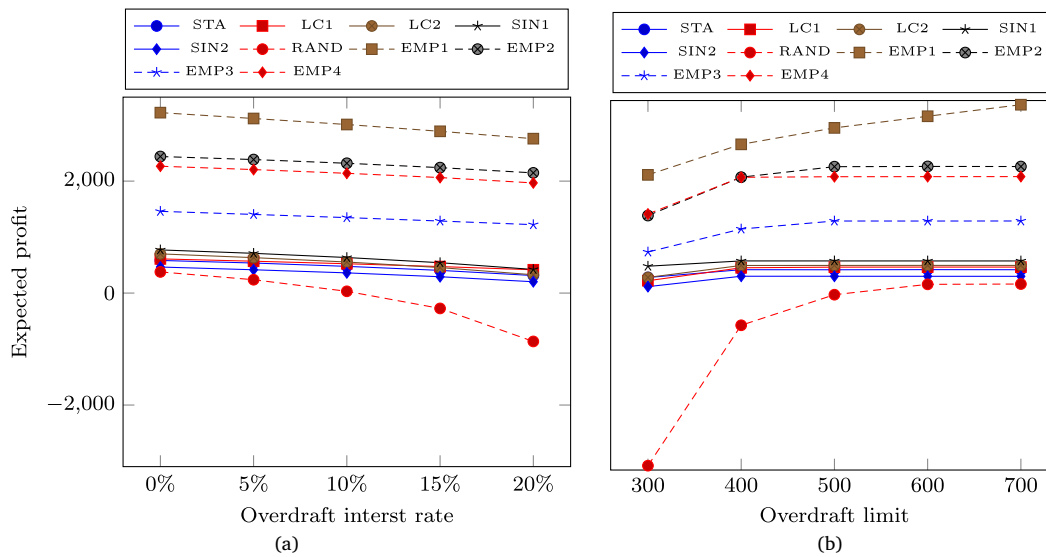 STA LC1 LC2 SIN1
SIN2 RAND EMP1 EMP2
EMP3 EMP4
2,000
0
−2,000
Expected profit
0% 5% 10% 15% 20%
Overdraft interst rate
(a)
STA LC1 LC2 SIN1
SIN2 RAND EMP1 EMP2
EMP3 EMP4
300 400 500 600 700
Overdraft limit
(b)